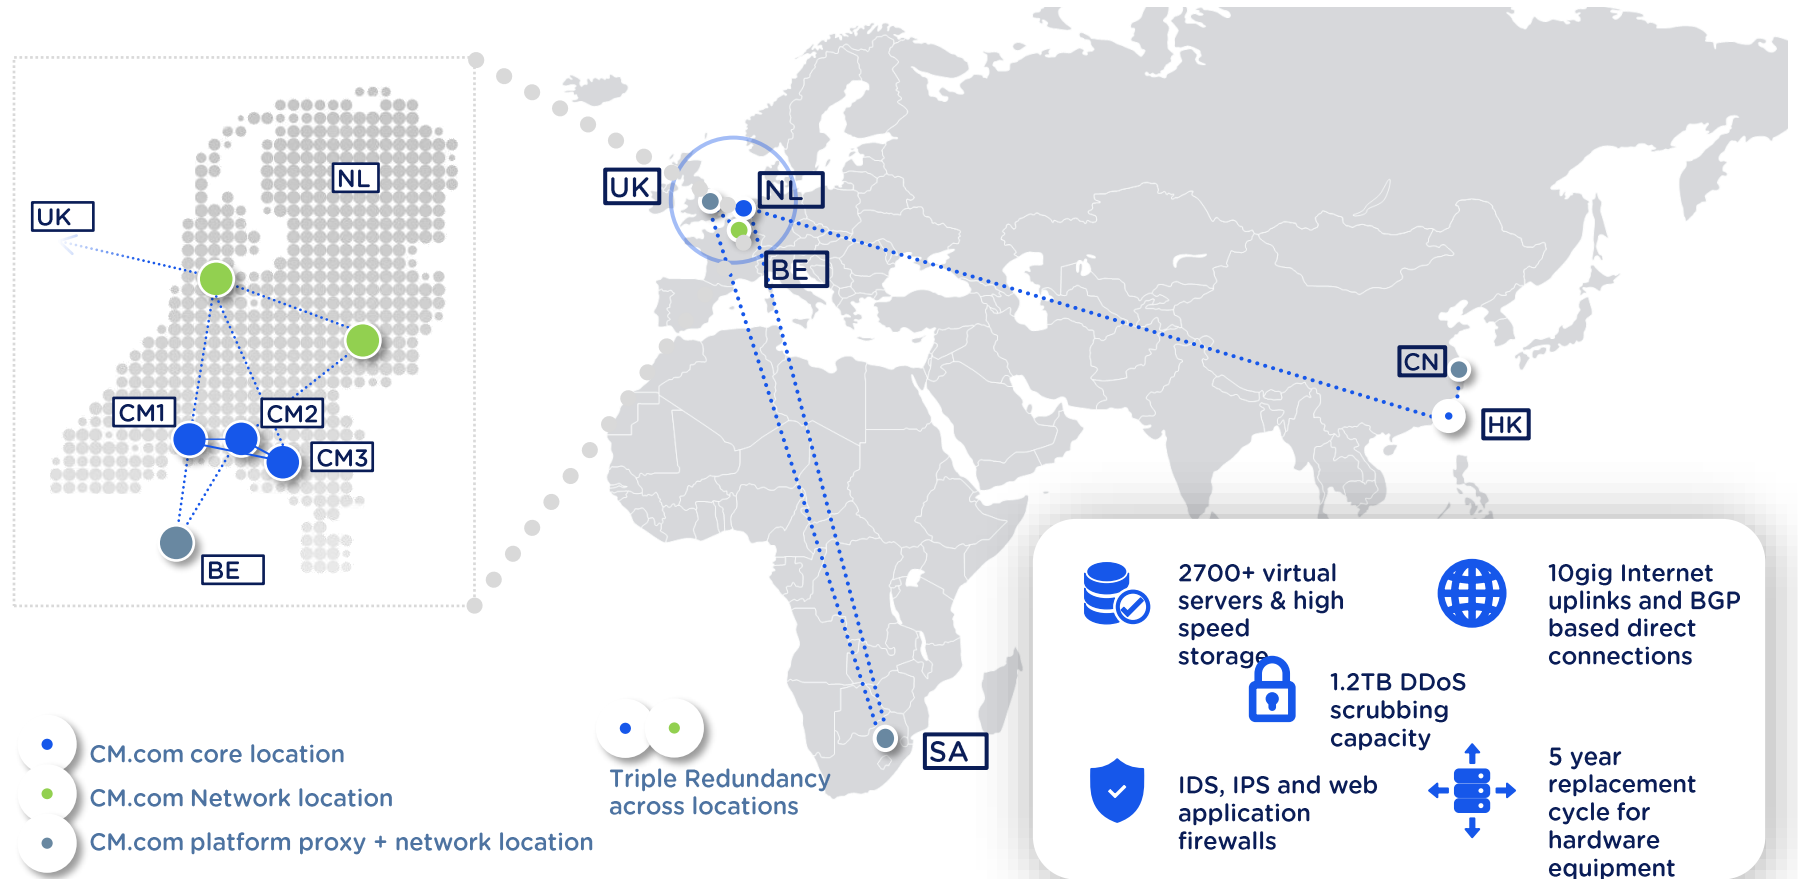 NL
UK
CM1
CM2
CM3
BE
UK
NL
BE
CN
HK
SA
CM.com core location
CM.com Network location
CM.com platform proxy + network location
Triple Redundancy
across locations
2700+ virtual
servers & high
speed
storage
10gig Internet
uplinks and BGP
based direct
connections
1.2TB DDoS
scrubbing
capacity
IDS, IPS and web
application
firewalls
5 year
replacement
cycle for
hardware
equipment